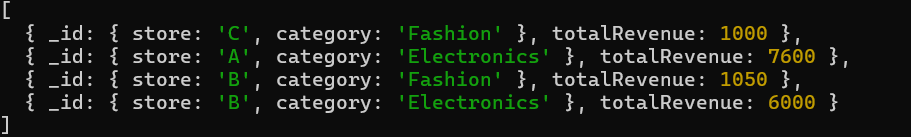 [
  { _id: { store: 'C', category: 'Fashion' }, totalRevenue: 1000 },
  { _id: { store: 'A', category: 'Electronics' }, totalRevenue: 7600 },
  { _id: { store: 'B', category: 'Fashion' }, totalRevenue: 1050 },
  { _id: { store: 'B', category: 'Electronics' }, totalRevenue: 6000 }
]